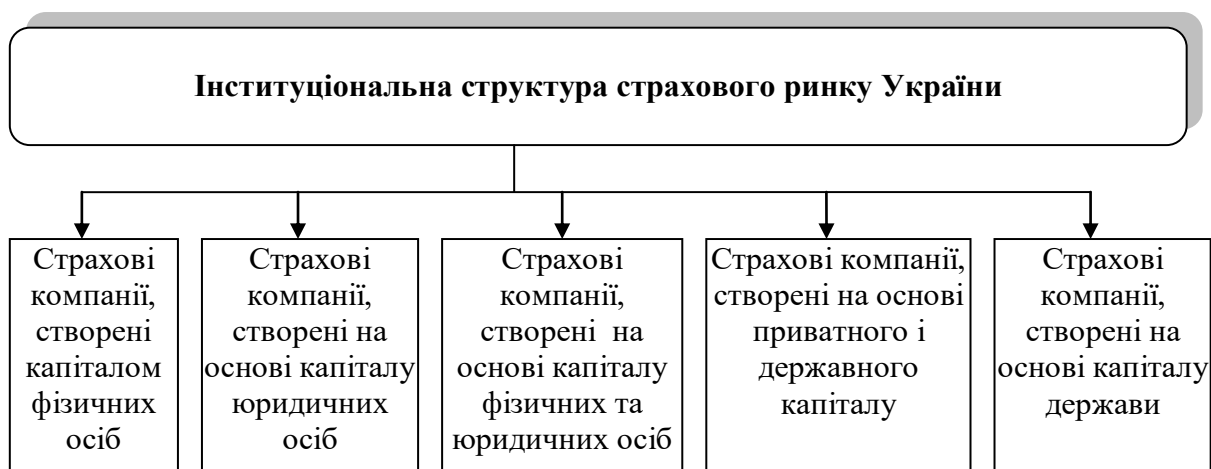 Інституціональна структура страхового ринку України
Страхові
компанії,
створені
капіталом
фізичних
осіб
Страхові
компанії,
створені на
основі капіталу
юридичних
осіб
Страхові
компанії,
створені на
основі капіталу
фізичних та
юридичних осіб
Страхові компанії,
створені на основі
приватного і
державного
капіталу
Страхові
компанії,
створені на
основі капіталу
держави